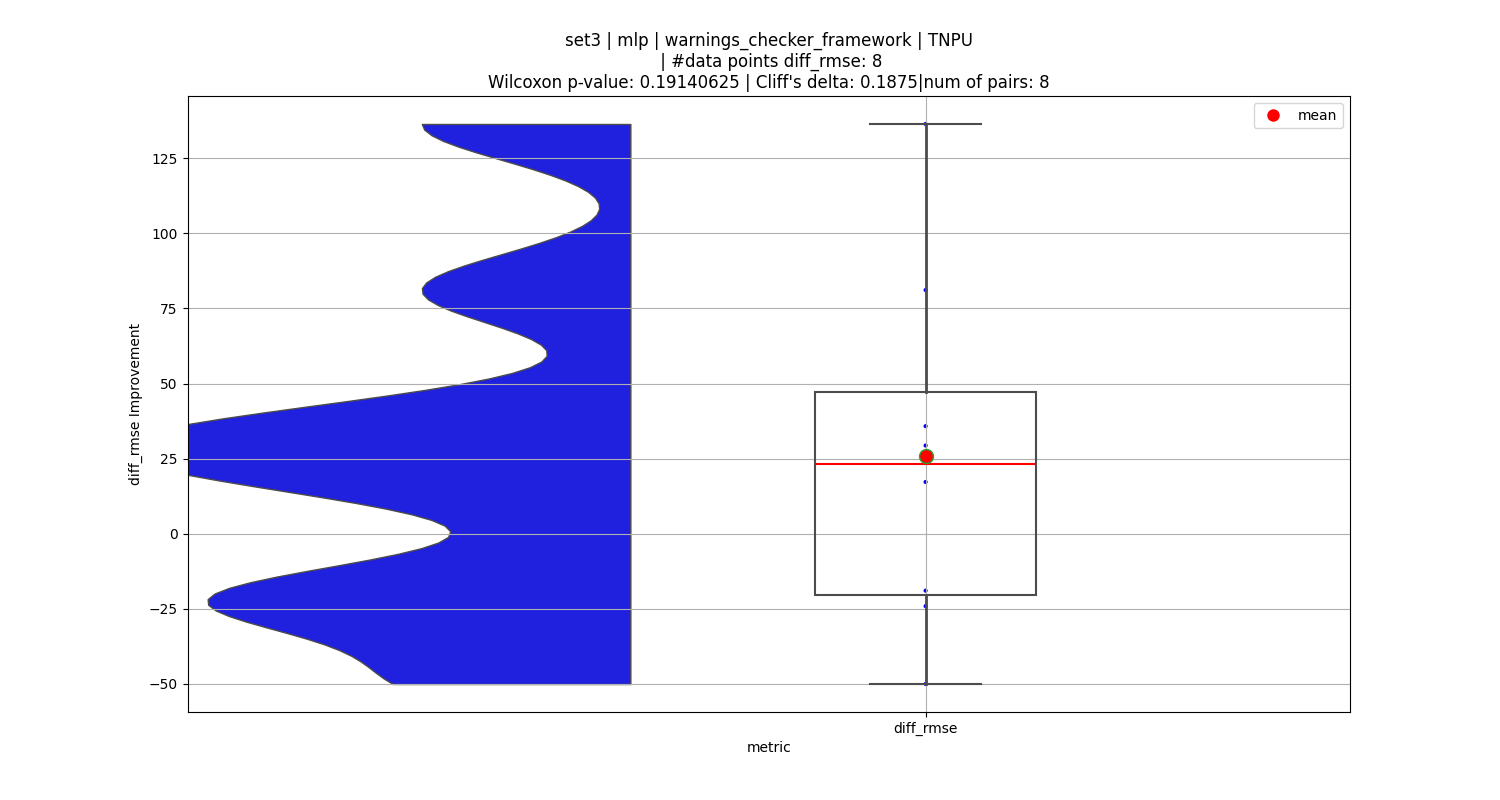 set3 | mlp | warnings_checker_framework | TNPU
| #data points diff_rmse: 8
Wilcoxon p-value: 0.19140625 | Cliff's delta: 0.1875|num of pairs: 8
mean
125
100
75
50
25
0
−25
−50
diff_rmse Improvement
diff_rmse
metric